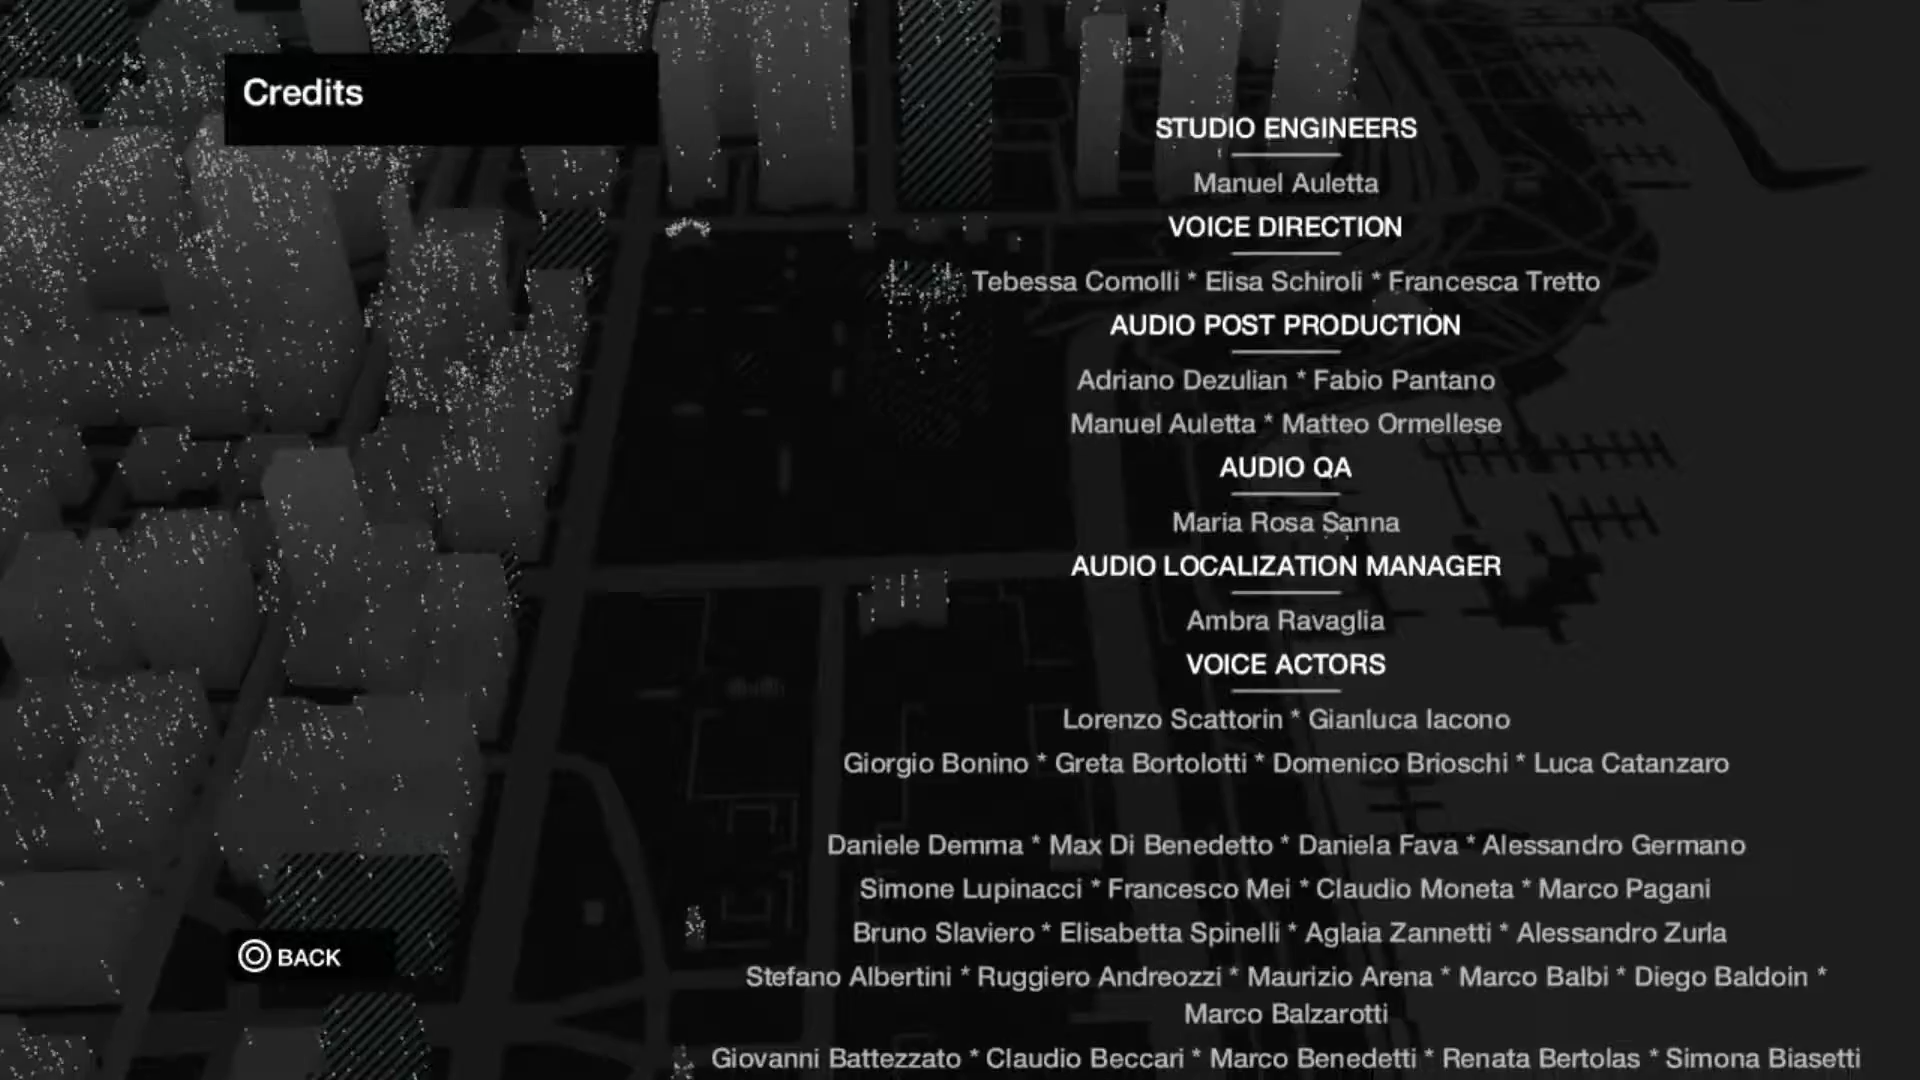 Credits
STUDIO ENGINEERS
Manuel Auletta
VOICE DIRECTION
Tebessa Comolli * Elisa Schiroli * Francesca Tretto
AUDIO POST PRODUCTION
Adriano Dezulian * Fabio Pantano
Manuel Auletta * Matteo Ormellese
AUDIO QA
Maria Rosa Sanna
AUDIO LOCALIZATION MANAGER
Ambra Ravaglia
VOICE ACTORS
Lorenzo Scattorin * Gianluca Iacono
Giorgio Bonino * Greta Bortolotti * Domenico Brioschi * Luca Catanzaro
Daniele Demma * Max Di Benedetto * Daniela Fava * Alessandro Germano
Simone Lupinacci * Francesco Mei * Claudio Moneta * Marco Pagani
Bruno Slaviero * Elisabetta Spinelli * Aglaia Zannetti * Alessandro Zurla
Stefano Albertini * Ruggiero Andreozzi * Maurizio Arena * Marco Balbi * Diego Baldoin *
Marco Balzarotti
Giovanni Battezzato * Claudio Beccari * Marco Benedetti * Renata Bertolas * Simona Biasetti
BACK